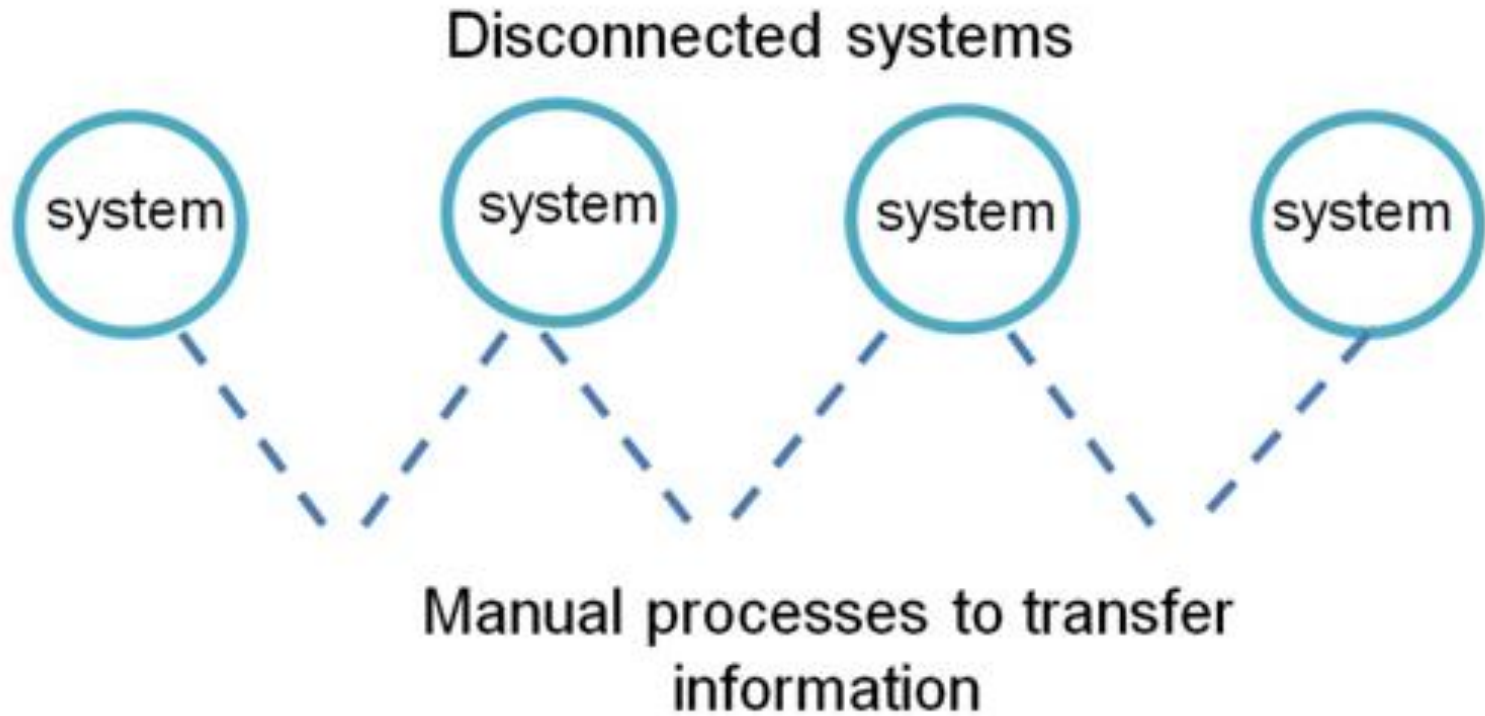 Disconnected systems
system
system
system
system
Manual processes to transfer
information